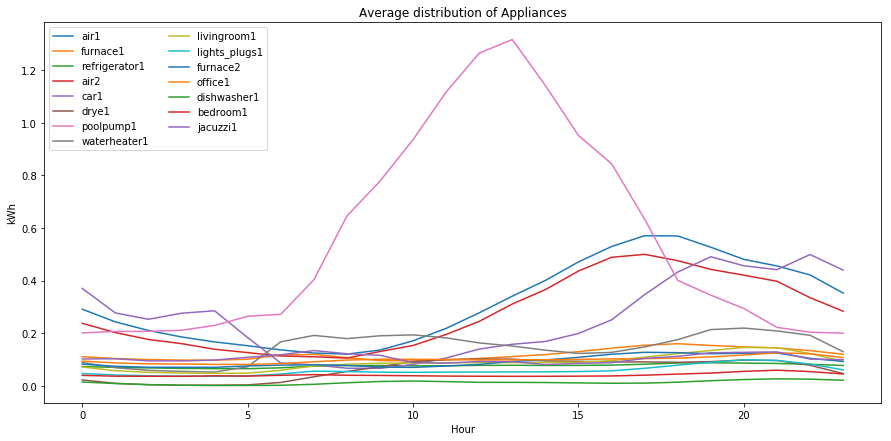 Average distribution of Appliances
air1
furnace1
refrigerator1
air2
car1
drye1
poolpump1
waterheater1
livingroom1
lights_plugs1
furnace2
office1
dishwasher1
bedroom1
jacuzzi1
kWh
1.2
1.0
0.8
0.6
0.4
0.2
0.0
0
5
10
15
20
Hour